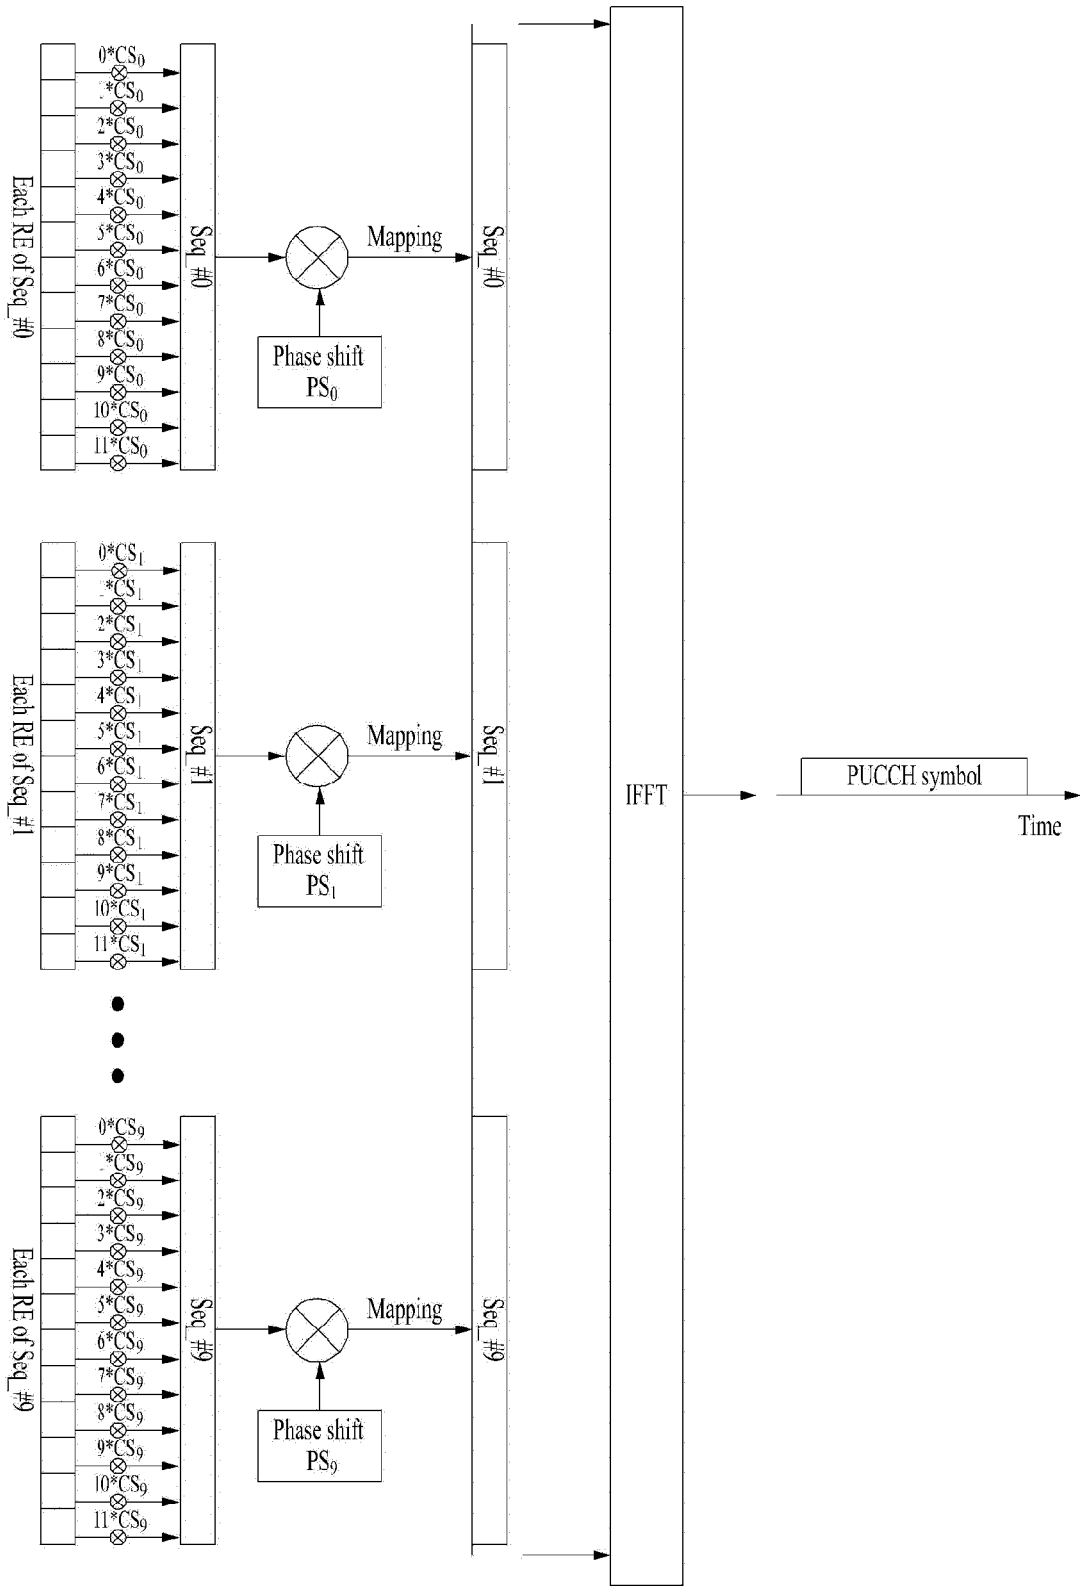 0*CS0
*CS0
2*CS0
3*CS0
4*CS0
5*CS0
6*CS0
7*CS0
8*CS0
9*CS0
10*CS0
11*CS0
Each RE of Seq_#0
Seq_#0
Mapping
Phase shift
PS0
Seq_#0
0*CS1
*CS1
2*CS1
3*CS1
4*CS1
5*CS1
6*CS1
7*CS1
8*CS1
9*CS1
10*CS1
11*CS1
Each RE of Seq_#1
Seq_#1
Mapping
Phase shift
PS1
Seq_#1
0*CS9
*CS9
2*CS9
3*CS9
4*CS9
5*CS9
6*CS9
7*CS9
8*CS9
9*CS9
10*CS9
11*CS9
Each RE of Seq_#9
Seq_#9
Mapping
Phase shift
PS9
Seq_#9
IFFT
PUCCH symbol
Time